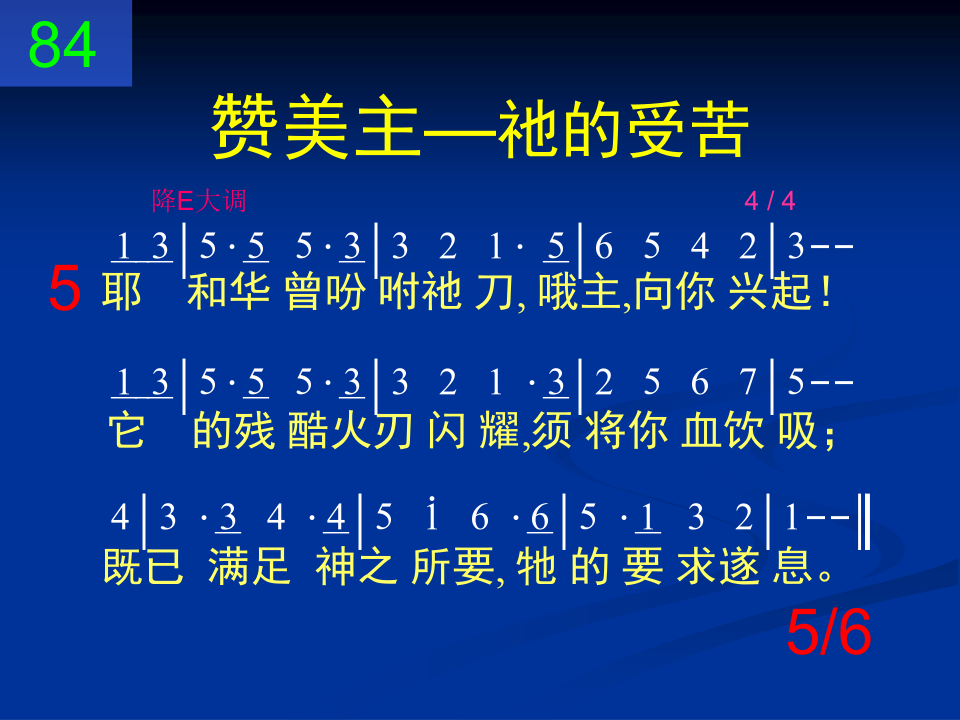 84
赞美主—祂的受苦
降E大调 4 / 4
1 3 | 5 · 5 5 · 3 | 3 2 1 · 5 | 6 5 4 2 | 3 – –
5 耶 和华 曾吩 咐祂 刀, 哦主,向你 兴起！
1 3 | 5 · 5 5 · 3 | 3 2 1 · 3 | 2 5 6 7 | 5 – –
它 的残 酷火刃 闪 耀,须 将你 血饮 吸；
4 | 3 · 3 4 · 4 | 5 i 6 · 6 | 5 · 1 3 2 | 1 – – ‖
既已 满足 神之 所要, 牠 的 要 求遂 息。
5/6